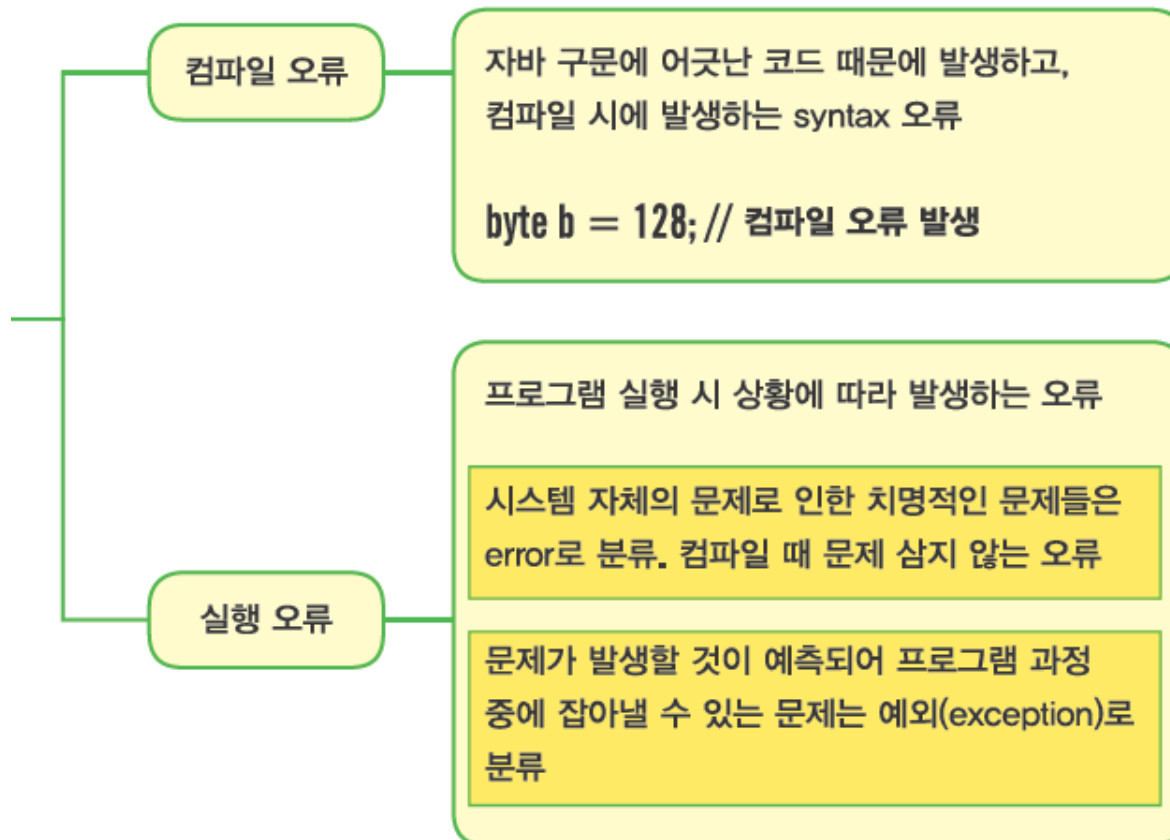 컴파일 오류
자바 구문에 어긋난 코드 때문에 발생하고,
컴파일 시에 발생하는 syntax 오류
byte b = 128; // 컴파일 오류 발생
실행 오류
프로그램 실행 시 상황에 따라 발생하는 오류
시스템 자체의 문제로 인한 치명적인 문제들은
error로 분류. 컴파일 때 문제 삼지 않는 오류
문제가 발생할 것이 예측되어 프로그램 과정
중에 잡아낼 수 있는 문제는 예외(exception)로
분류